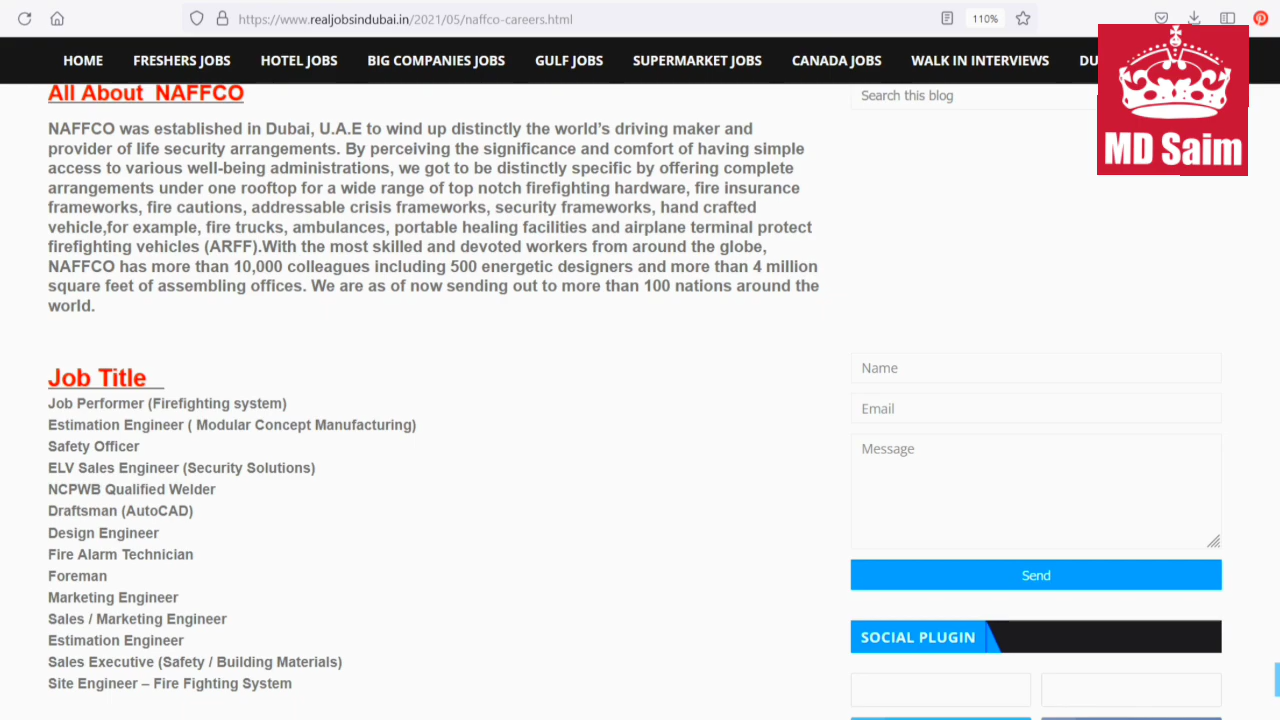 https://www.realjobsindubai.in/2021/05/naffco-careers.html
110%
HOME FRESHERS JOBS HOTEL JOBS BIG COMPANIES JOBS GULF JOBS SUPERMARKET JOBS CANADA JOBS WALK IN INTERVIEWS DU
MD Saim
All About NAFFCO
Search this blog
NAFFCO was established in Dubai, U.A.E to wind up distinctly the world’s driving maker and
provider of life security arrangements. By perceiving the significance and comfort of having simple
access to various well-being administrations, we got to be distinctly specific by offering complete
arrangements under one rooftop for a wide range of top notch firefighting hardware, fire insurance
frameworks, fire cautions, addressable crisis frameworks, security frameworks, hand crafted
vehicle,for example, fire trucks, ambulances, portable healing facilities and airplane terminal protect
firefighting vehicles (ARFF).With the most skilled and devoted workers from around the globe,
NAFFCO has more than 10,000 colleagues including 500 energetic designers and more than 4 million
square feet of assembling offices. We are as of now sending out to more than 100 nations around the
world.
Job Title
Job Performer (Firefighting system)
Estimation Engineer ( Modular Concept Manufacturing)
Safety Officer
ELV Sales Engineer (Security Solutions)
NCPWB Qualified Welder
Draftsman (AutoCAD)
Design Engineer
Fire Alarm Technician
Foreman
Marketing Engineer
Sales / Marketing Engineer
Estimation Engineer
Sales Executive (Safety / Building Materials)
Site Engineer – Fire Fighting System
Name
Email
Message
Send
SOCIAL PLUGIN